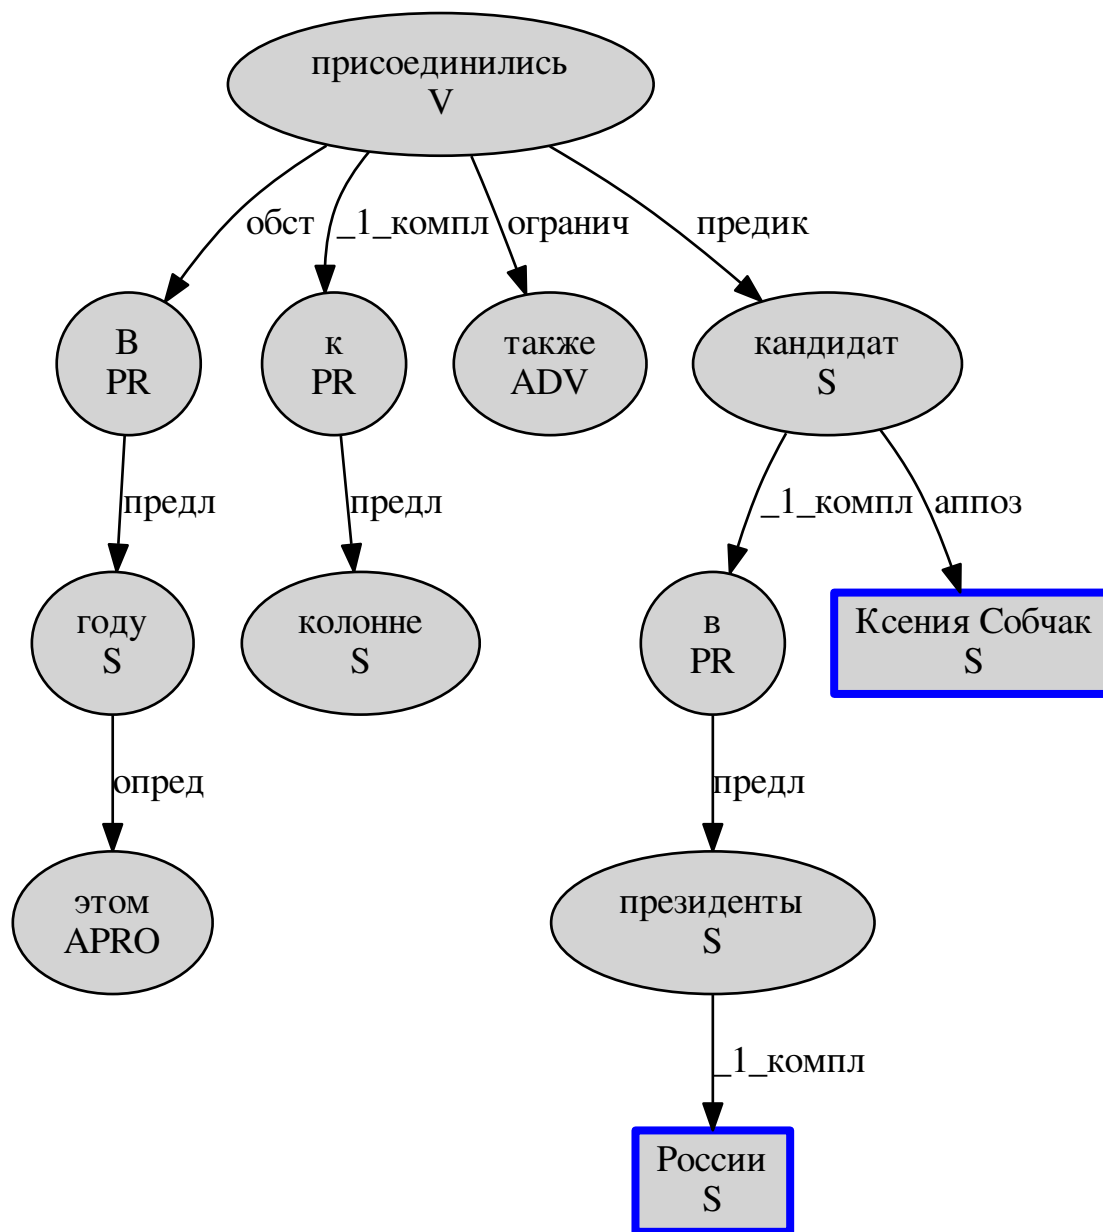 присоединились
V
обст
_1_компл
огранич
предик
В
PR
к
PR
также
ADV
кандидат
S
предл
предл
_1_компл
аппоз
году
S
колонне
S
в
PR
Ксения Собчак
S
опред
предл
этом
APRO
президенты
S
_1_компл
России
S